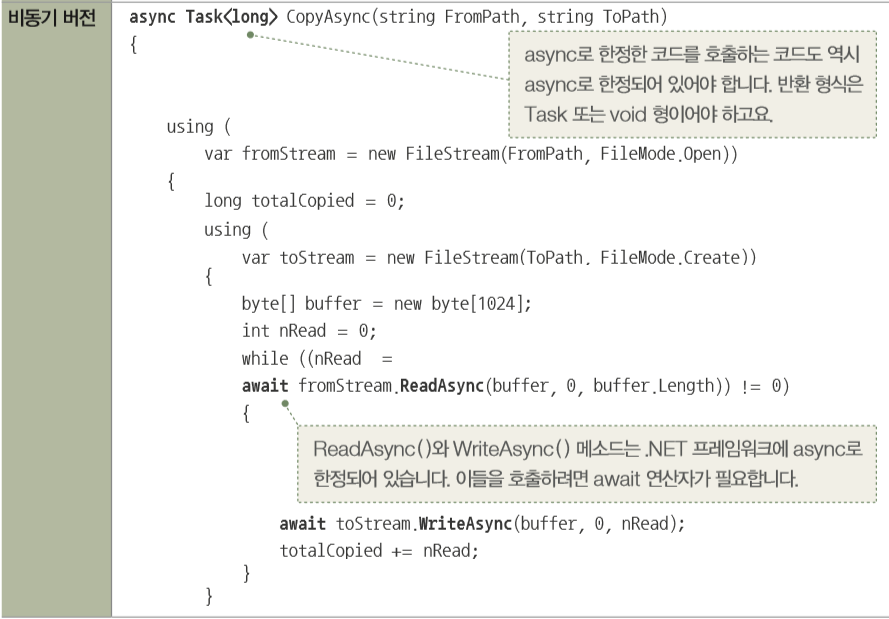 비동기 버전
async Task<long> CopyAsync(string FromPath, string ToPath)
{
async로 한정한 코드를 호출하는 코드도 역시
async로 한정되어 있어야 합니다. 반환 형식은
Task 또는 void 형이어야 하고요.
using (
var fromStream = new FileStream(FromPath, FileMode.Open))
{
long totalCopied = 0;
using (
var toStream = new FileStream(ToPath, FileMode.Create))
{
byte[] buffer = new byte[1024];
int nRead = 0;
while ((nRead =
await fromStream.ReadAsync(buffer, 0, buffer.Length)) != 0)
{
ReadAsync()와 WriteAsync() 메소드는 .NET 프레임워크에 async로
한정되어 있습니다. 이들을 호출하려면 await 연산자가 필요합니다.
await toStream.WriteAsync(buffer, 0, nRead);
totalCopied += nRead;
}
}